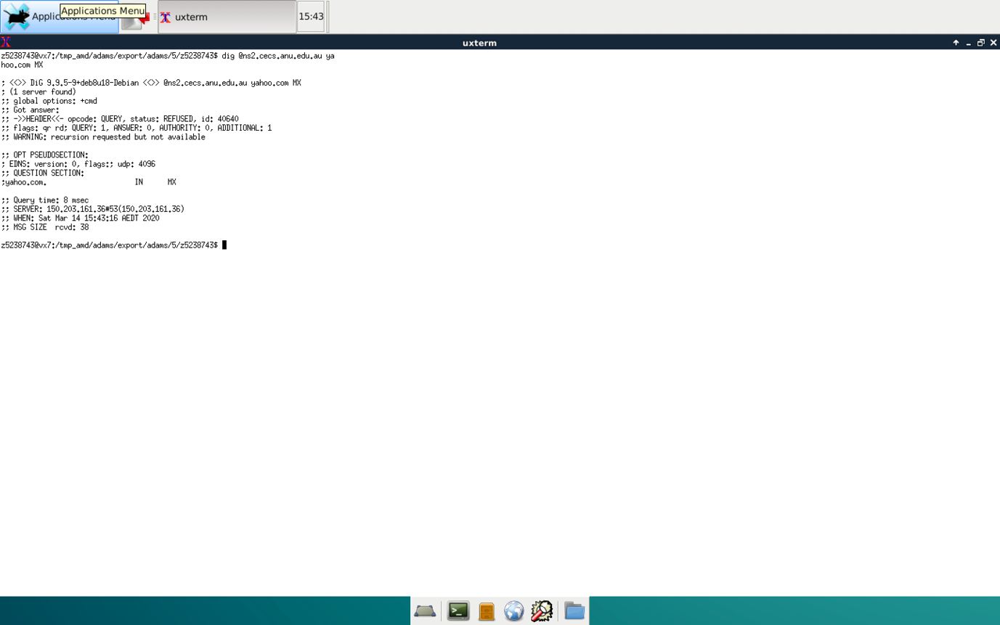 Applications Menu
Applications Menu
uxterm
15:43
uxterm
z5238743@vx7:/tmp_amd/adams/export/adams/5/z5238743$ dig @ns2.cecs.anu.edu.au ya
hoo.com MX
; <<>> DiG 9.9.5-9+deb8u18-Debian <<>> @ns2.cecs.anu.edu.au yahoo.com MX
; (1 server found)
;; global options: +cmd
;; Got answer:
;; ->>HEADER<<- opcode: QUERY, status: REFUSED, id: 40640
;; flags: qr rd; QUERY: 1, ANSWER: 0, AUTHORITY: 0, ADDITIONAL: 1
;; WARNING: recursion requested but not available
;; OPT PSEUDOSECTION:
; EDNS: version: 0, flags:; udp: 4096
;; QUESTION SECTION:
;yahoo.com. IN MX
;; Query time: 8 msec
;; SERVER: 150.203.161.36#53(150.203.161.36)
;; WHEN: Sat Mar 14 15:43:16 AEDT 2020
;; MSG SIZE rcvd: 38
z5238743@vx7:/tmp_amd/adams/export/adams/5/z5238743$